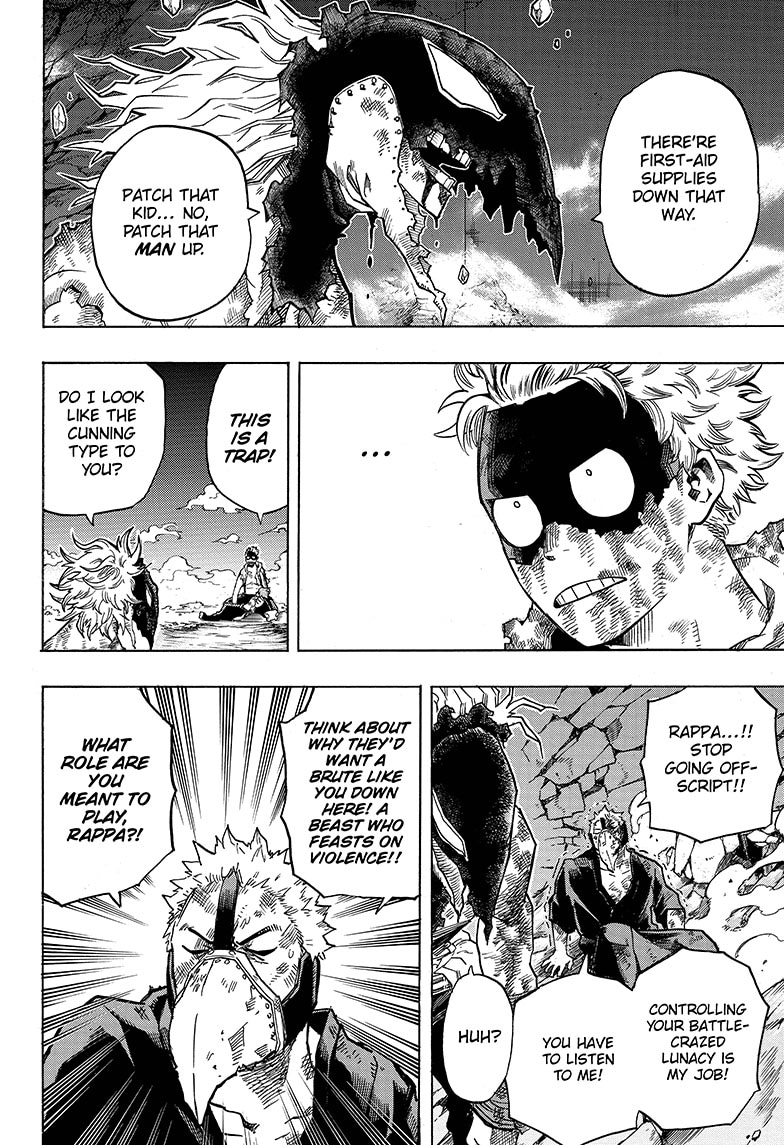 THERE'RE
FIRST-AID
SUPPLIES
DOWN THAT
WAY.
PATCH THAT
KID... NO,
PATCH THAT
MAN UP.
...
THIS
IS A
TRAP!
DO I LOOK
LIKE THE
CUNNING
TYPE TO
YOU?
RAPPA...!!
STOP
GOING OFF-
SCRIPT!!
CONTROLLING
YOUR BATTLE-
CRAZED
LUNACY IS
MY JOB!
YOU HAVE
TO LISTEN
TO ME!
HUH?
THINK ABOUT
WHY THEY'D
WANT A
BRUTE LIKE
YOU DOWN
HERE! A
BEAST WHO
FEASTS ON
VIOLENCE!!
WHAT
ROLE ARE
YOU
MEANT TO
PLAY,
RAPPA?!